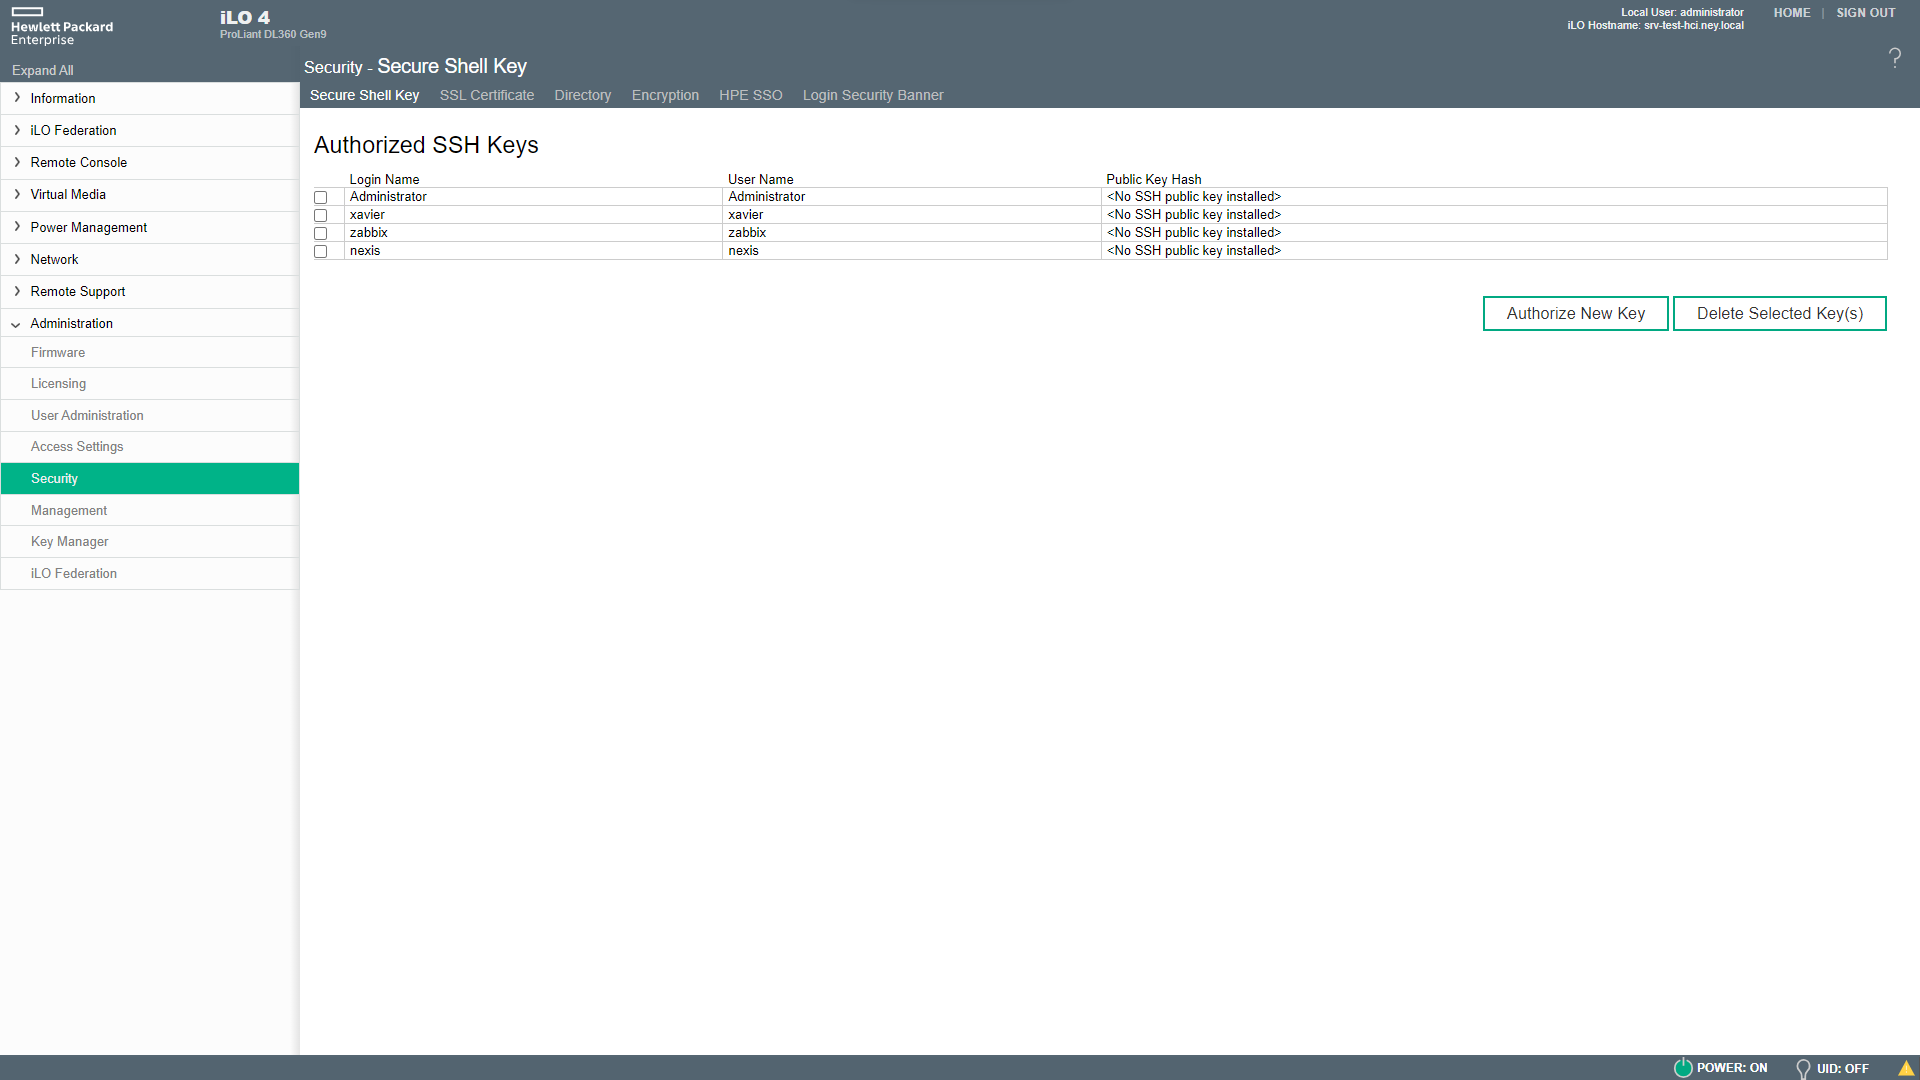 Hewlett Packard
Enterprise
iLO 4
ProLiant DL360 Gen9
Local User: administrator
iLO Hostname: srv-test-hci.ney.local
HOME | SIGN OUT
?
Expand All
Security - Secure Shell Key
Secure Shell Key SSL Certificate Directory Encryption HPE SSO Login Security Banner
Information
iLO Federation
Remote Console
Virtual Media
Power Management
Network
Remote Support
Administration
Firmware
Licensing
User Administration
Access Settings
Security
Management
Key Manager
iLO Federation
Authorized SSH Keys
Login Name User Name Public Key Hash
Administrator Administrator <No SSH public key installed>
xavier xavier <No SSH public key installed>
zabbix zabbix <No SSH public key installed>
nexis nexis <No SSH public key installed>
Authorize New Key Delete Selected Key(s)
POWER: ON UID: OFF